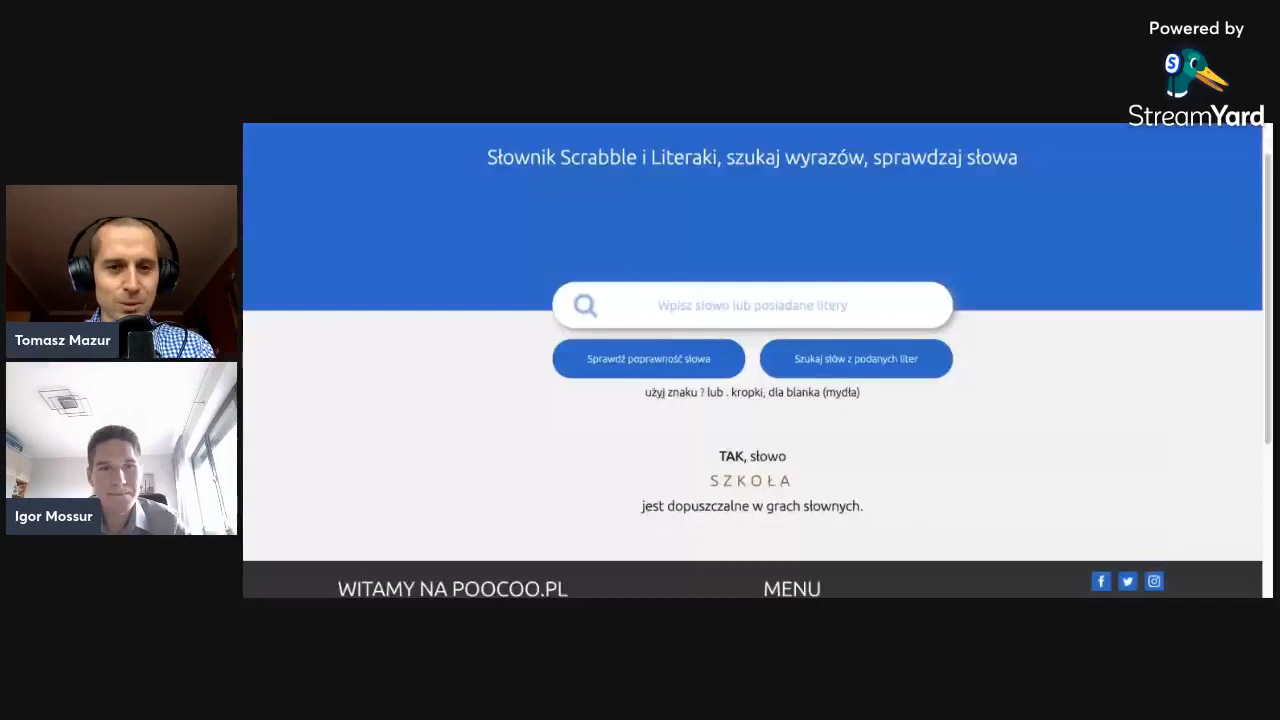 Powered by
StreamYard
Słownik Scrabble i Literaki, szukaj wyrazów, sprawdzaj słowa
Wpisz słowo lub posiadane litery
Sprawdź poprawność słowa
Szukaj słów z podanych liter
użyj znaku ? lub . kropki, dla blanka (mydła)
TAK, słowo
SZKOŁA
jest dopuszczalne w grach słownych.
WITAMY NA POOCOO.PL
MENU
Tomasz Mazur
Igor Mossur